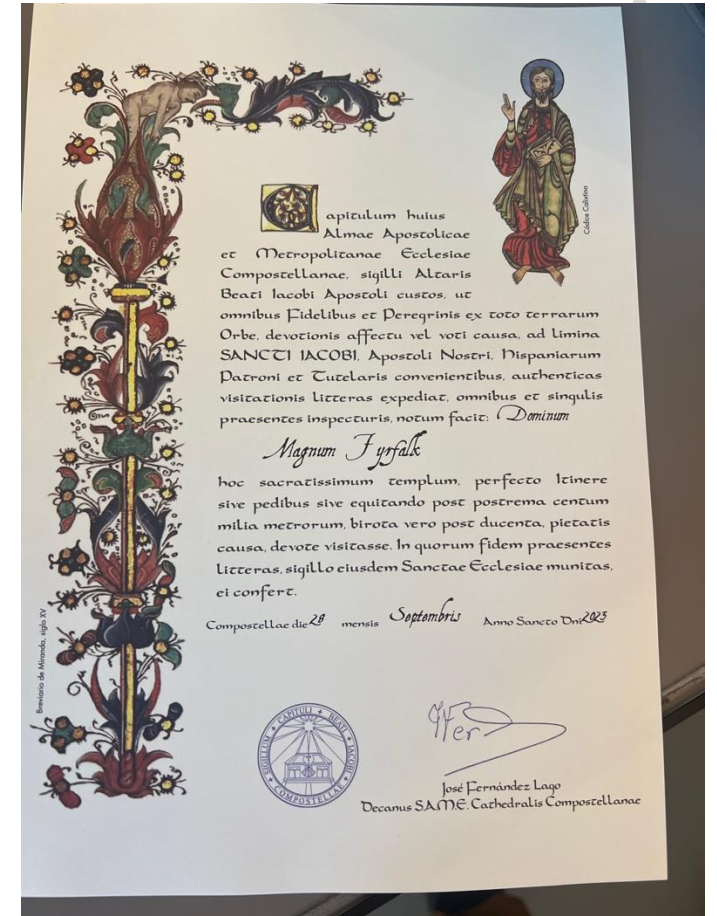 Códice Calixtino
Capitulum huius
Almae Apostolicae
et Metropolitanae Ecclesiae
Compostellanae, sigilli Altaris
Beati Iacobi Apostoli custos, ut
omnibus Fidelibus et Peregrinis ex toto terrarum
Orbe, devotionis affectu vel voti causa, ad limina
SANCTI IACOBI, Apostoli Nostri, Hispaniarum
Patroni et Tutelaris convenientibus, authenticas
visitationis litteras expediat, omnibus et singulis
praesentes inspecturis, notum facit: Dominum
Magnum Fyrfalk
hoc sacratissimum templum, perfecto Itinere
sive pedibus sive equitando post postrema centum
milia metrorum, birota vero post ducenta, pietatis
causa, devote visitasse. In quorum fidem praesentes
litteras, sigillo eiusdem Sanctae Ecclesiae munitas,
ei confert.
Compostellae die 28 mensis Septembris Anno Sancto Dni 2023
Breviario de Miranda, siglo XV
SIGILLUM CAPITULI BEATI IACOBI COMPOSTELLAE
José Fernández Lago
Decanus S.A.M.E. Cathedralis Compostellanae